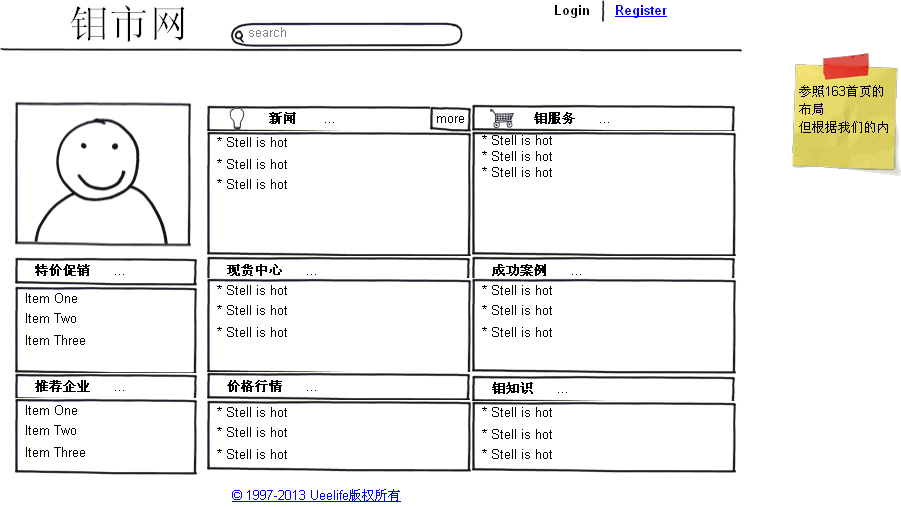 钼市网
search
Login
Register
参照163首页的
布局
但根据我们的内
新闻 ...
more
* Stell is hot
* Stell is hot
* Stell is hot
钼服务 ...
* Stell is hot
* Stell is hot
* Stell is hot
特价促销 ...
Item One
Item Two
Item Three
现货中心 ...
* Stell is hot
* Stell is hot
* Stell is hot
成功案例 ...
* Stell is hot
* Stell is hot
* Stell is hot
推荐企业 ...
Item One
Item Two
Item Three
价格行情 ...
* Stell is hot
* Stell is hot
* Stell is hot
钼知识 ...
* Stell is hot
* Stell is hot
* Stell is hot
© 1997-2013 Ueelife版权所有